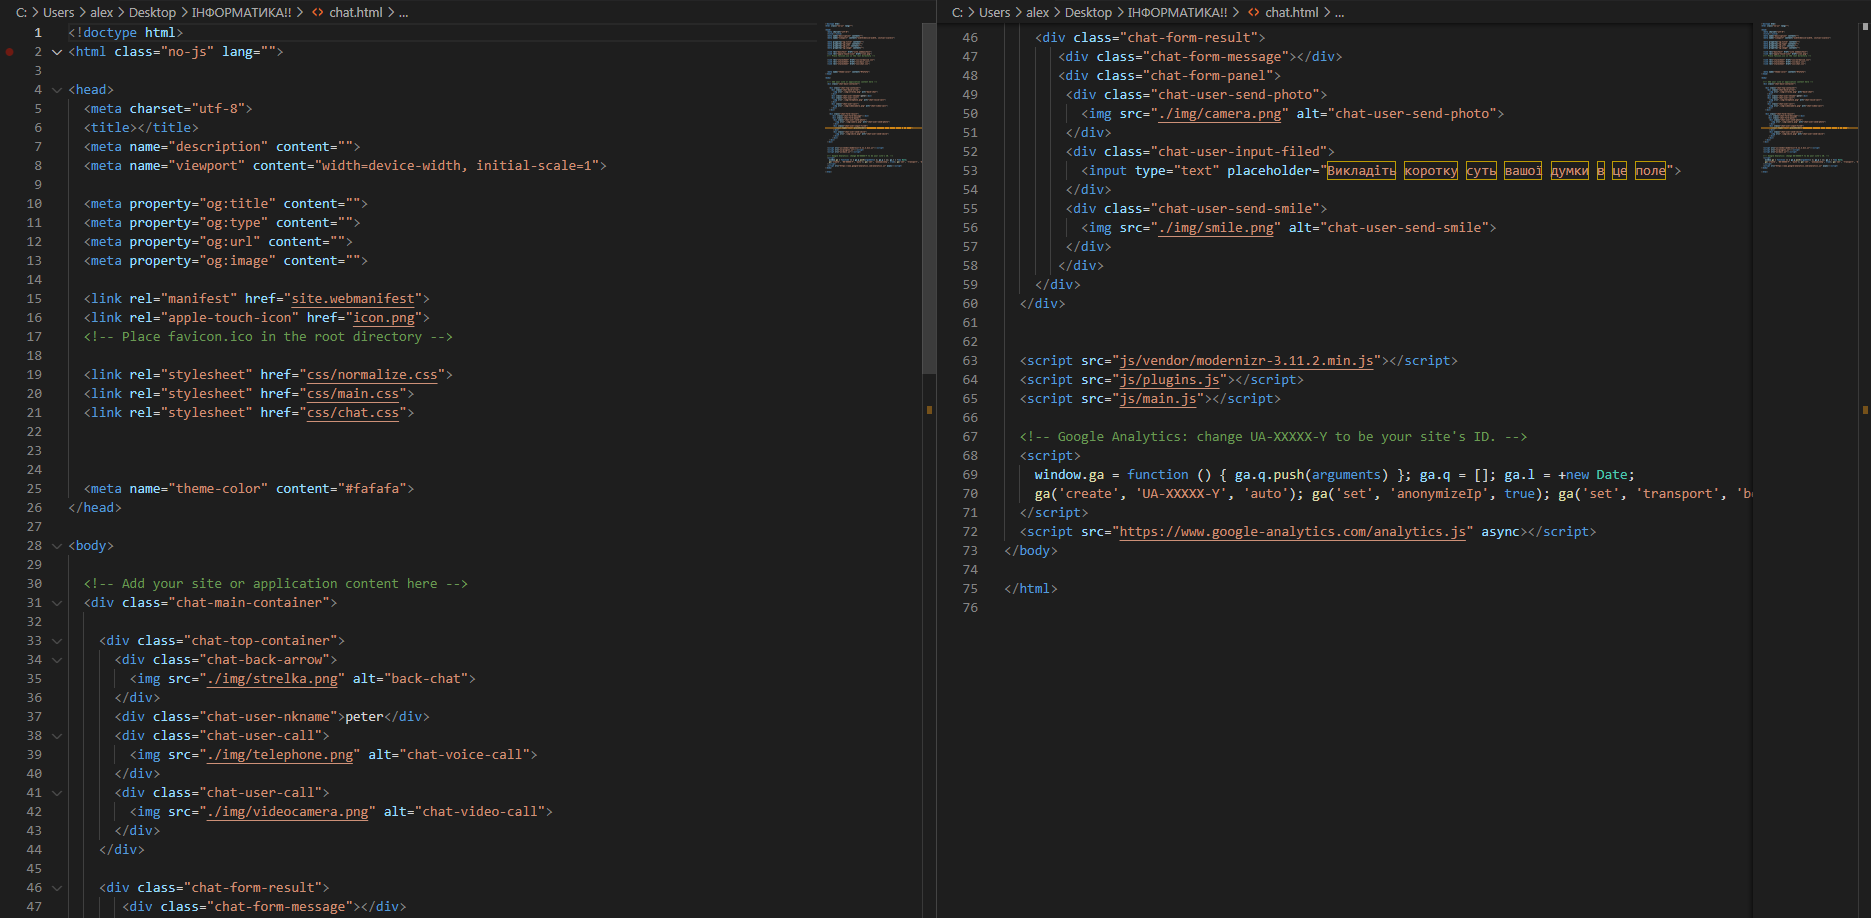 C: > Users > alex > Desktop > ІНФОРМАТИКА!! > <> chat.html > ...
1 <!doctype html>
2 <html class="no-js" lang="">
3
4 <head>
5 <meta charset="utf-8">
6 <title></title>
7 <meta name="description" content="">
8 <meta name="viewport" content="width=device-width, initial-scale=1">
9
10 <meta property="og:title" content="">
11 <meta property="og:type" content="">
12 <meta property="og:url" content="">
13 <meta property="og:image" content="">
14
15 <link rel="manifest" href="site.webmanifest">
16 <link rel="apple-touch-icon" href="icon.png">
17 <!-- Place favicon.ico in the root directory -->
18
19 <link rel="stylesheet" href="css/normalize.css">
20 <link rel="stylesheet" href="css/main.css">
21 <link rel="stylesheet" href="css/chat.css">
22
23
24
25 <meta name="theme-color" content="#fafafa">
26 </head>
27
28 <body>
29
30 <!-- Add your site or application content here -->
31 <div class="chat-main-container">
32
33 <div class="chat-top-container">
34 <div class="chat-back-arrow">
35 <img src="./img/strelka.png" alt="back-chat">
36 </div>
37 <div class="chat-user-nkname">peter</div>
38 <div class="chat-user-call">
39 <img src="./img/telephone.png" alt="chat-voice-call">
40 </div>
41 <div class="chat-user-call">
42 <img src="./img/videocamera.png" alt="chat-video-call">
43 </div>
44 </div>
45
46 <div class="chat-form-result">
47 <div class="chat-form-message"></div>
C: > Users > alex > Desktop > ІНФОРМАТИКА!! > <> chat.html > ...
46 <div class="chat-form-result">
47 <div class="chat-form-message"></div>
48 <div class="chat-form-panel">
49 <div class="chat-user-send-photo">
50 <img src="./img/camera.png" alt="chat-user-send-photo">
51 </div>
52 <div class="chat-user-input-filed">
53 <input type="text" placeholder="Викладіть коротку суть вашої думки в це поле">
54 </div>
55 <div class="chat-user-send-smile">
56 <img src="./img/smile.png" alt="chat-user-send-smile">
57 </div>
58 </div>
59 </div>
60 </div>
61
62
63 <script src="js/vendor/modernizr-3.11.2.min.js"></script>
64 <script src="js/plugins.js"></script>
65 <script src="js/main.js"></script>
66
67 <!-- Google Analytics: change UA-XXXXX-Y to be your site's ID. -->
68 <script>
69 window.ga = function () { ga.q.push(arguments) }; ga.q = []; ga.l = +new Date;
70 ga('create', 'UA-XXXXX-Y', 'auto'); ga('set', 'anonymizeIp', true); ga('set', 'transport', 'b
71 </script>
72 <script src="https://www.google-analytics.com/analytics.js" async></script>
73 </body>
74
75 </html>
76